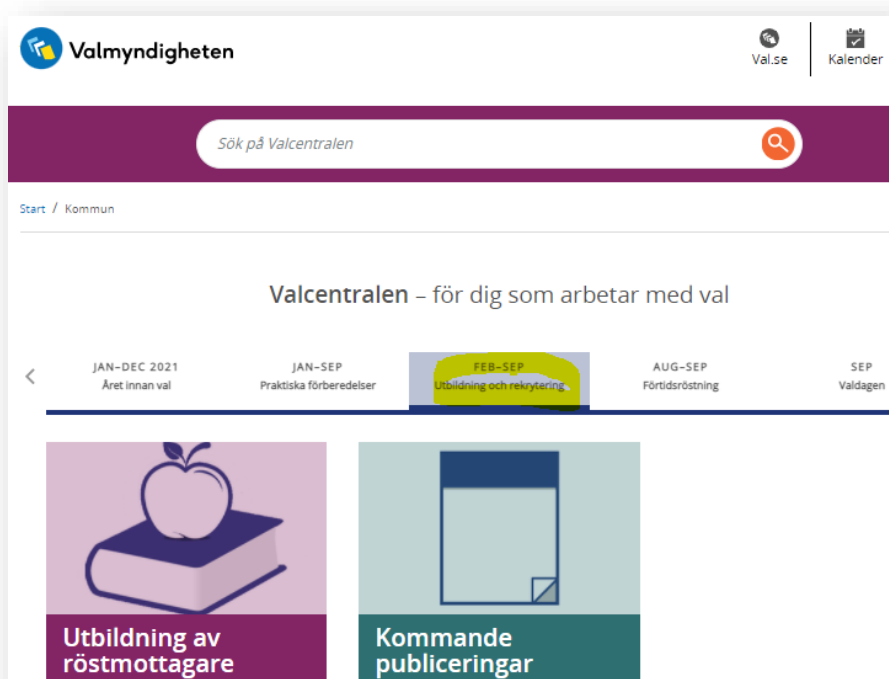 Valmyndigheten
Val.se
Kalender
Sök på Valcentralen
Start / Kommun
Valcentralen – för dig som arbetar med val
JAN–DEC 2021
Året innan val
JAN–SEP
Praktiska förberedelser
FEB–SEP
Utbildning och rekrytering
AUG–SEP
Förtidsröstning
SEP
Valdagen
Utbildning av
röstmottagare
Kommande
publiceringar